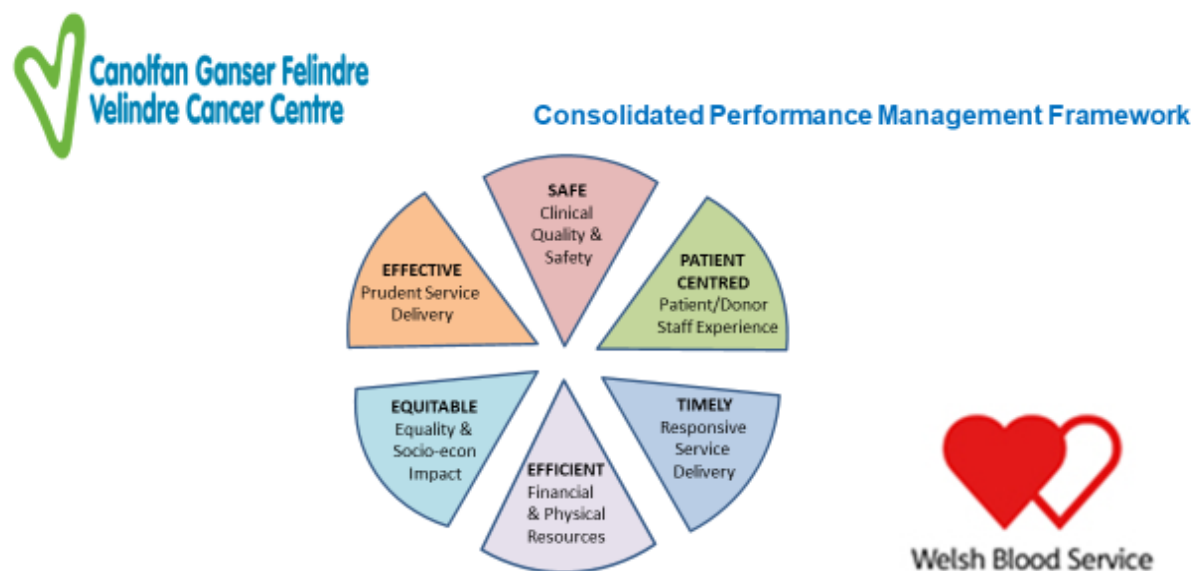 Canolfan Ganser Felindre
Velindre Cancer Centre
Consolidated Performance Management Framework
SAFE
Clinical
Quality &
Safety
PATIENT
CENTRED
Patient/Donor
Staff Experience
TIMELY
Responsive
Service
Delivery
EFFICIENT
Financial
& Physical
Resources
EQUITABLE
Equality &
Socio-econ
Impact
EFFECTIVE
Prudent Service
Delivery
Welsh Blood Service